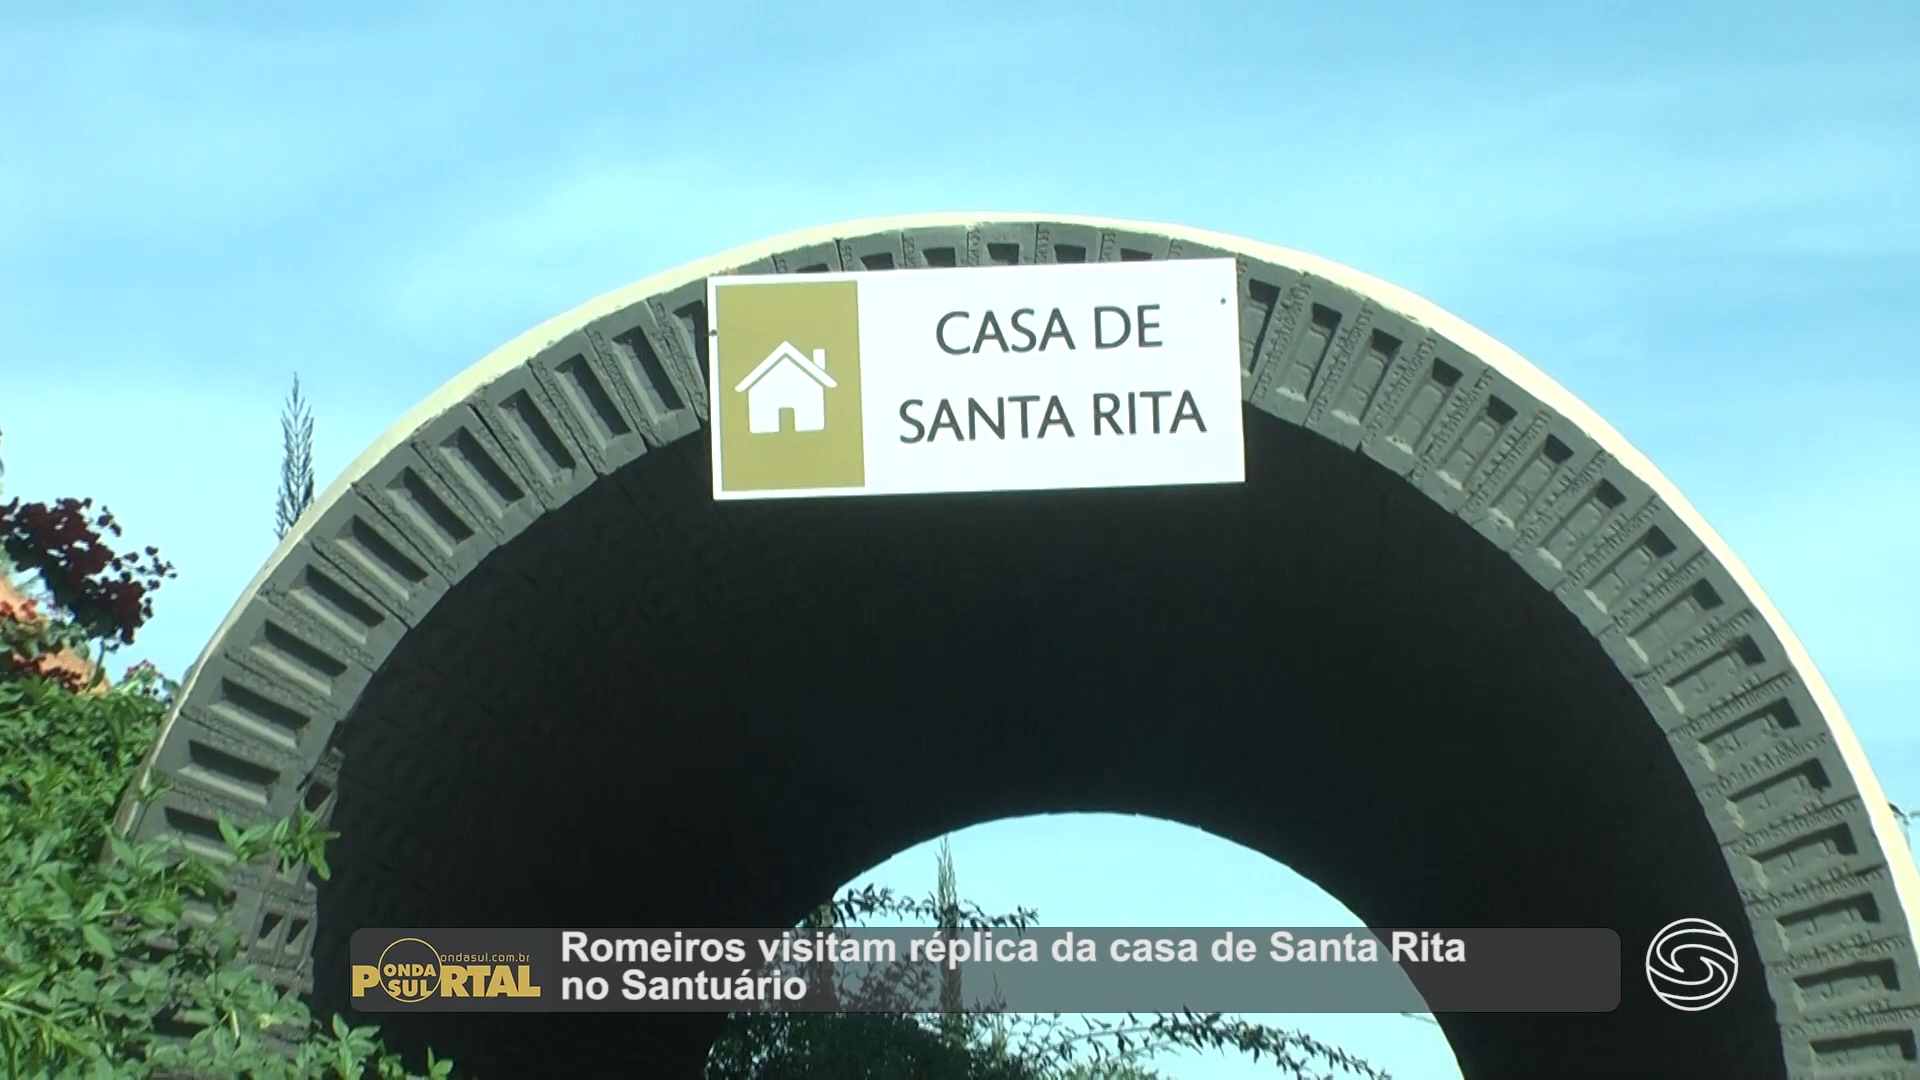 CASA DE
SANTA RITA
ondasul.com.br
PORTAL
ONDA
SUL
Romeiros visitam réplica da casa de Santa Rita
no Santuário